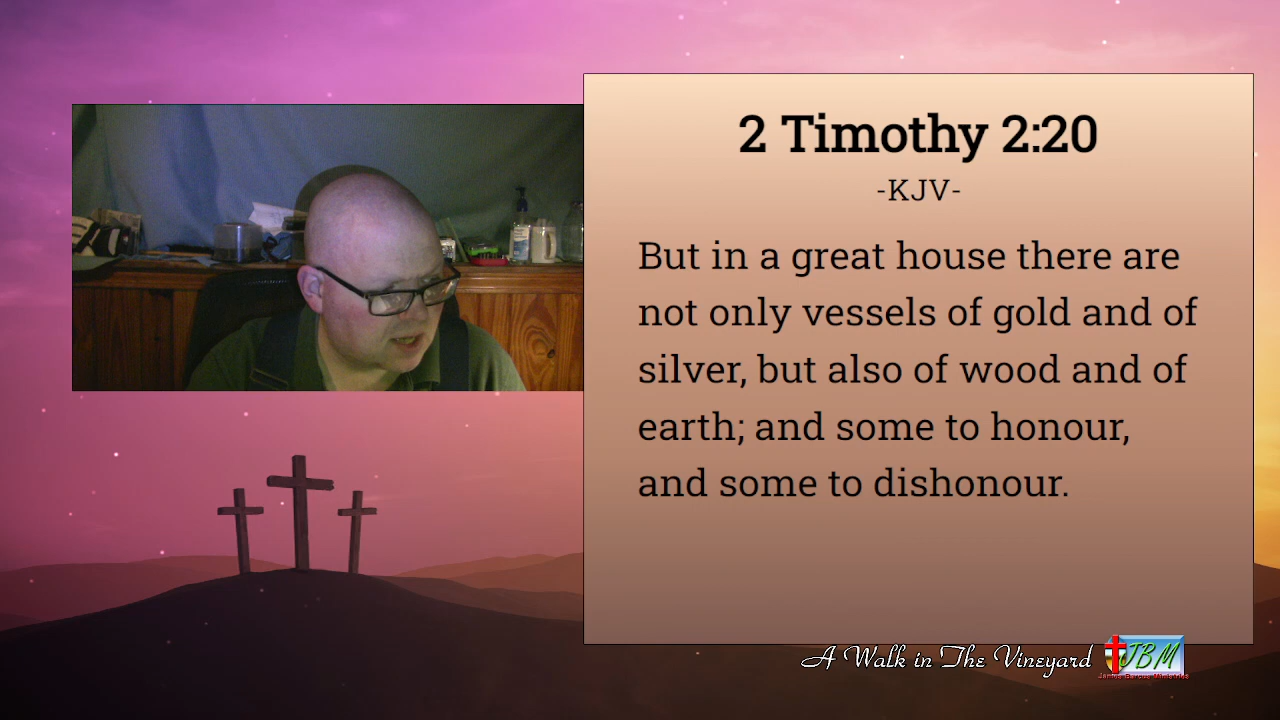 2 Timothy 2:20
-KJV-
But in a great house there are
not only vessels of gold and of
silver, but also of wood and of
earth; and some to honour,
and some to dishonour.
A Walk in The Vineyard
JBM